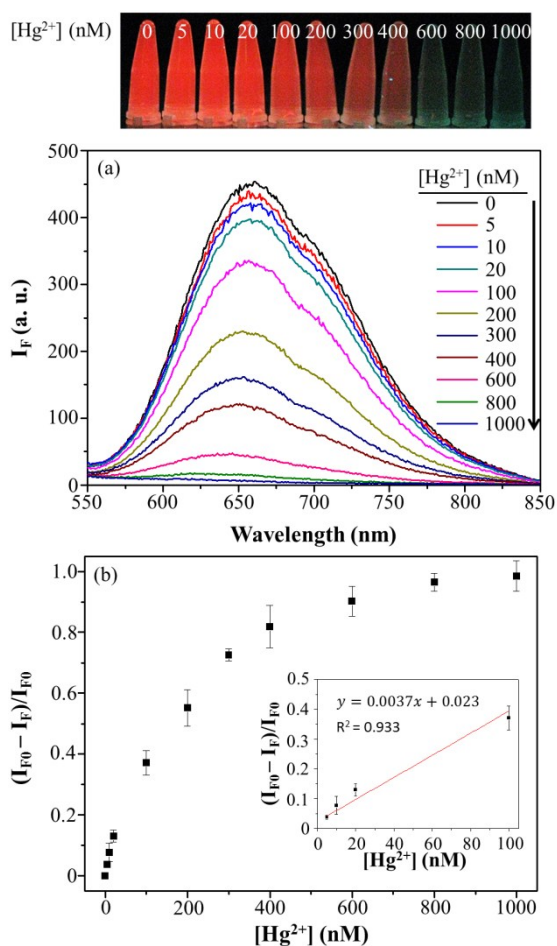 [Hg²⁺] (nM) 0 5 10 20 100 200 300 400 600 800 1000
(a)
[Hg²⁺] (nM)
0
5
10
20
100
200
300
400
600
800
1000
500
400
300
200
100
0
I_F (a. u.)
550 600 650 700 750 800 850
Wavelength (nm)
(b)
1.0
0.8
0.6
0.4
0.2
0
(I_F0 – I_F)/I_F0
0 200 400 600 800 1000
[Hg²⁺] (nM)
y = 0.0037x + 0.023
R² = 0.933
0.5
0.4
0.3
0.2
0.1
0
(I_F0 – I_F)/I_F0
0 20 40 60 80 100
[Hg²⁺] (nM)